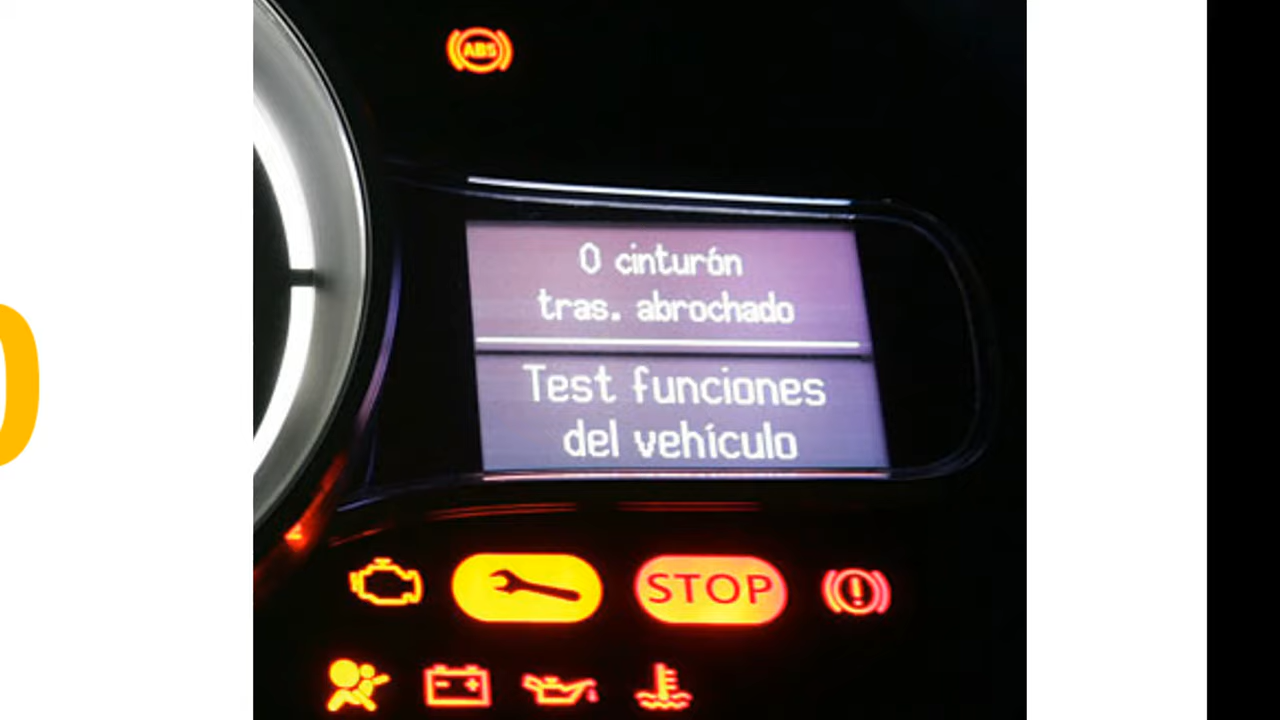 ABS
0 cinturón
tras. abrochado
Test funciones
del vehículo
STOP